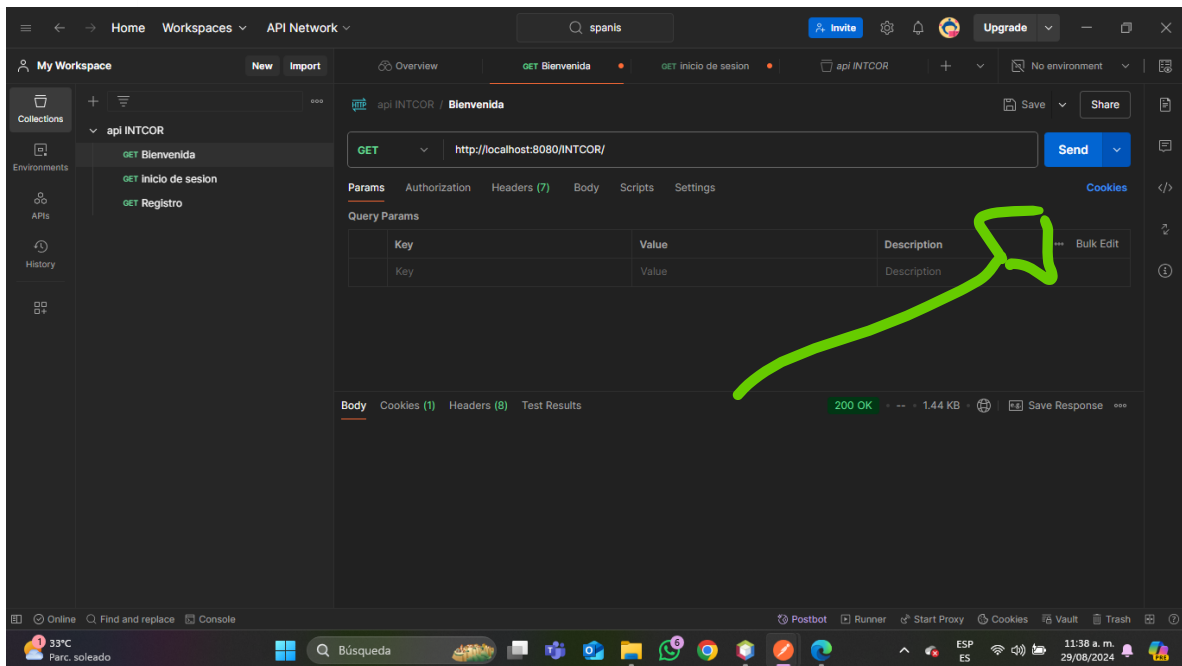 Home Workspaces API Network spanis Invite Upgrade
My Workspace New Import Overview GET Bienvenida GET inicio de sesion api INTCOR No environment
Collections
Environments
APIs
History
api INTCOR
GET Bienvenida
GET inicio de sesion
GET Registro
HTTP api INTCOR / Bienvenida Save Share
GET http://localhost:8080/INTCOR/ Send
Params Authorization Headers (7) Body Scripts Settings Cookies
Query Params
Key Value Description Bulk Edit
Key Value Description
Body Cookies (1) Headers (8) Test Results 200 OK -- 1.44 KB e.g. Save Response
Online Find and replace Console Postbot Runner Start Proxy Cookies Vault Trash
1 33°C
Parc. soleado
Búsqueda
6
PRE
ESP
ES
11:38 a. m.
29/08/2024